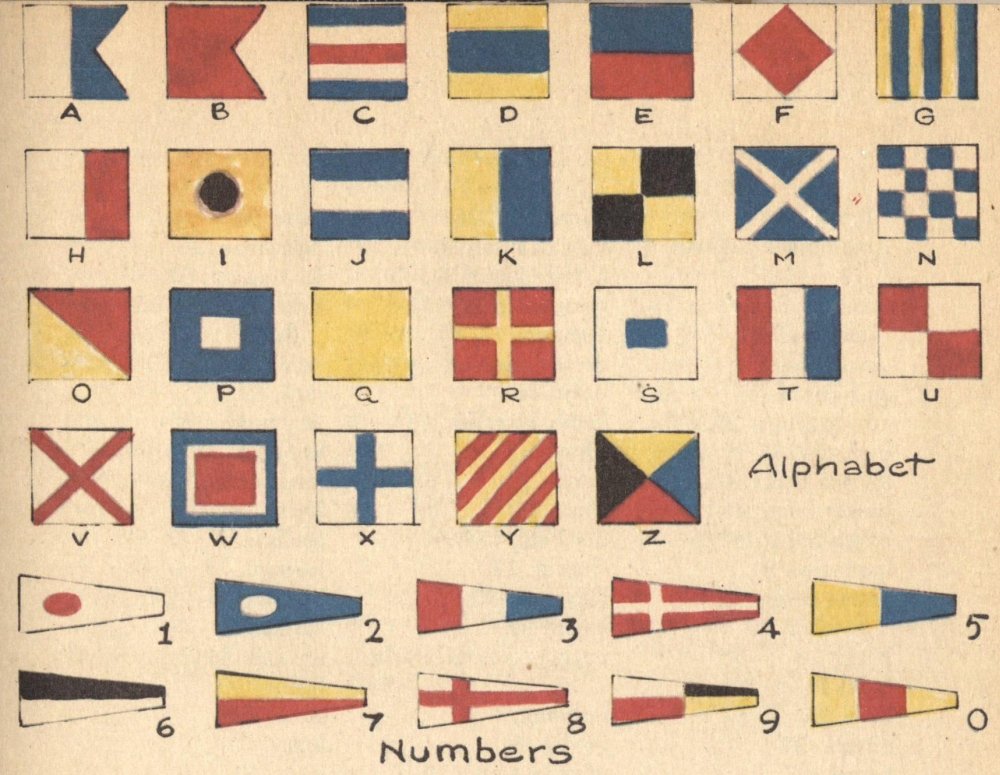 A B C D E F G
H I J K L M N
O P Q R S T U
V W X Y Z Alphabet
1 2 3 4 5
6 7 8 9 0
Numbers